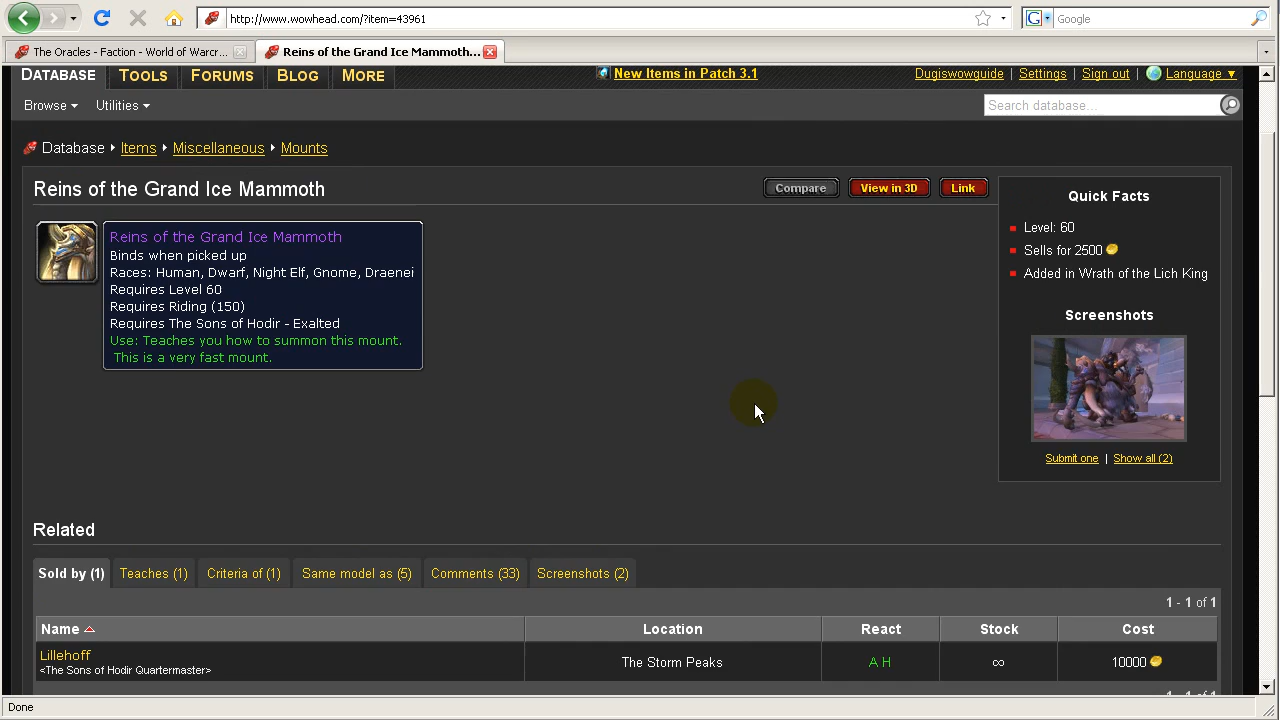 http://www.wowhead.com/?item=43961
Google
The Oracles - Faction - World of Warcr...
Reins of the Grand Ice Mammoth...
DATABASE TOOLS FORUMS BLOG MORE
New Items in Patch 3.1
Dugiswowguide | Settings | Sign out | Language ▼
Browse Utilities
Search database...
Database Items Miscellaneous Mounts
Reins of the Grand Ice Mammoth
Compare View in 3D Link
Reins of the Grand Ice Mammoth
Binds when picked up
Races: Human, Dwarf, Night Elf, Gnome, Draenei
Requires Level 60
Requires Riding (150)
Requires The Sons of Hodir - Exalted
Use: Teaches you how to summon this mount.
This is a very fast mount.
Quick Facts
Level: 60
Sells for 2500
Added in Wrath of the Lich King
Screenshots
Submit one | Show all (2)
Related
Sold by (1) Teaches (1) Criteria of (1) Same model as (5) Comments (33) Screenshots (2)
1 - 1 of 1
Name Location React Stock Cost
Lillehoff The Storm Peaks A H ∞ 10000
<The Sons of Hodir Quartermaster>
Done